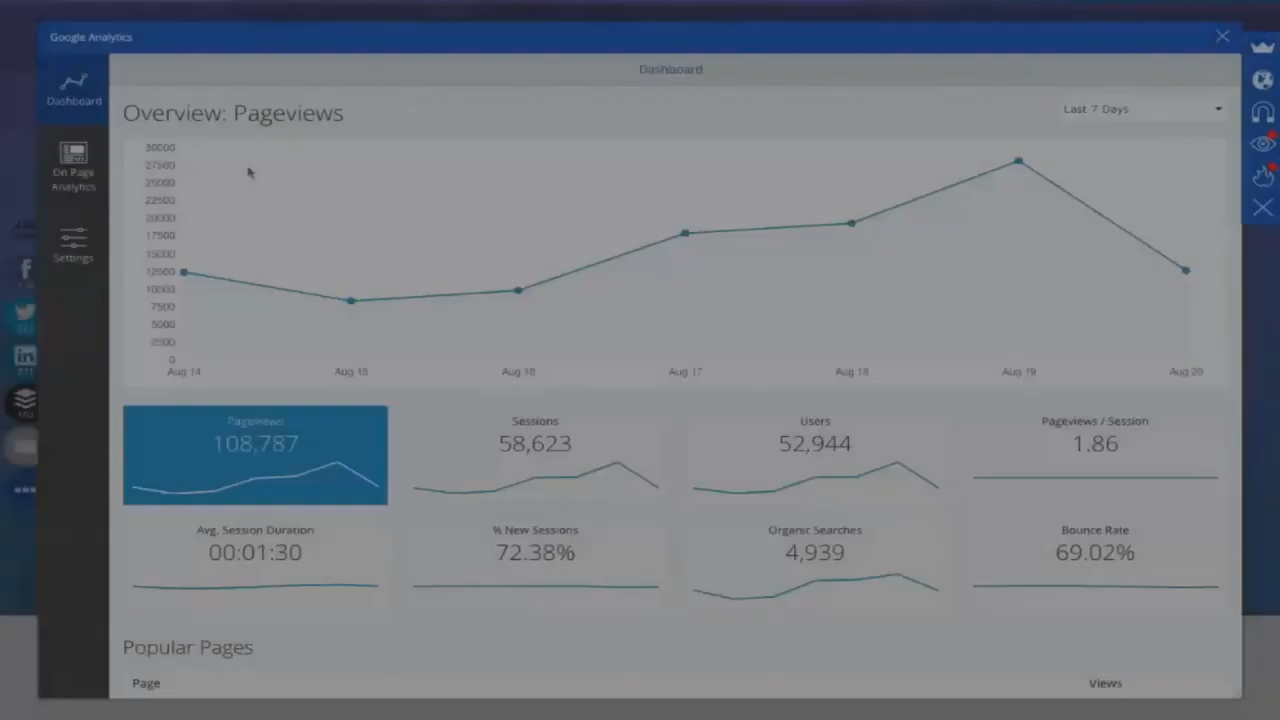 Google Analytics
Dashboard
Dashboard
On Page
Analytics
Settings
Overview: Pageviews
Last 7 Days
30000
27500
25000
22500
20000
17500
15000
12500
10000
7500
5000
2500
0
Aug 14
Aug 15
Aug 16
Aug 17
Aug 18
Aug 19
Aug 20
Pageviews
108,787
Sessions
58,623
Users
52,944
Pageviews / Session
1.86
Avg. Session Duration
00:01:30
% New Sessions
72.38%
Organic Searches
4,939
Bounce Rate
69.02%
Popular Pages
Page
Views